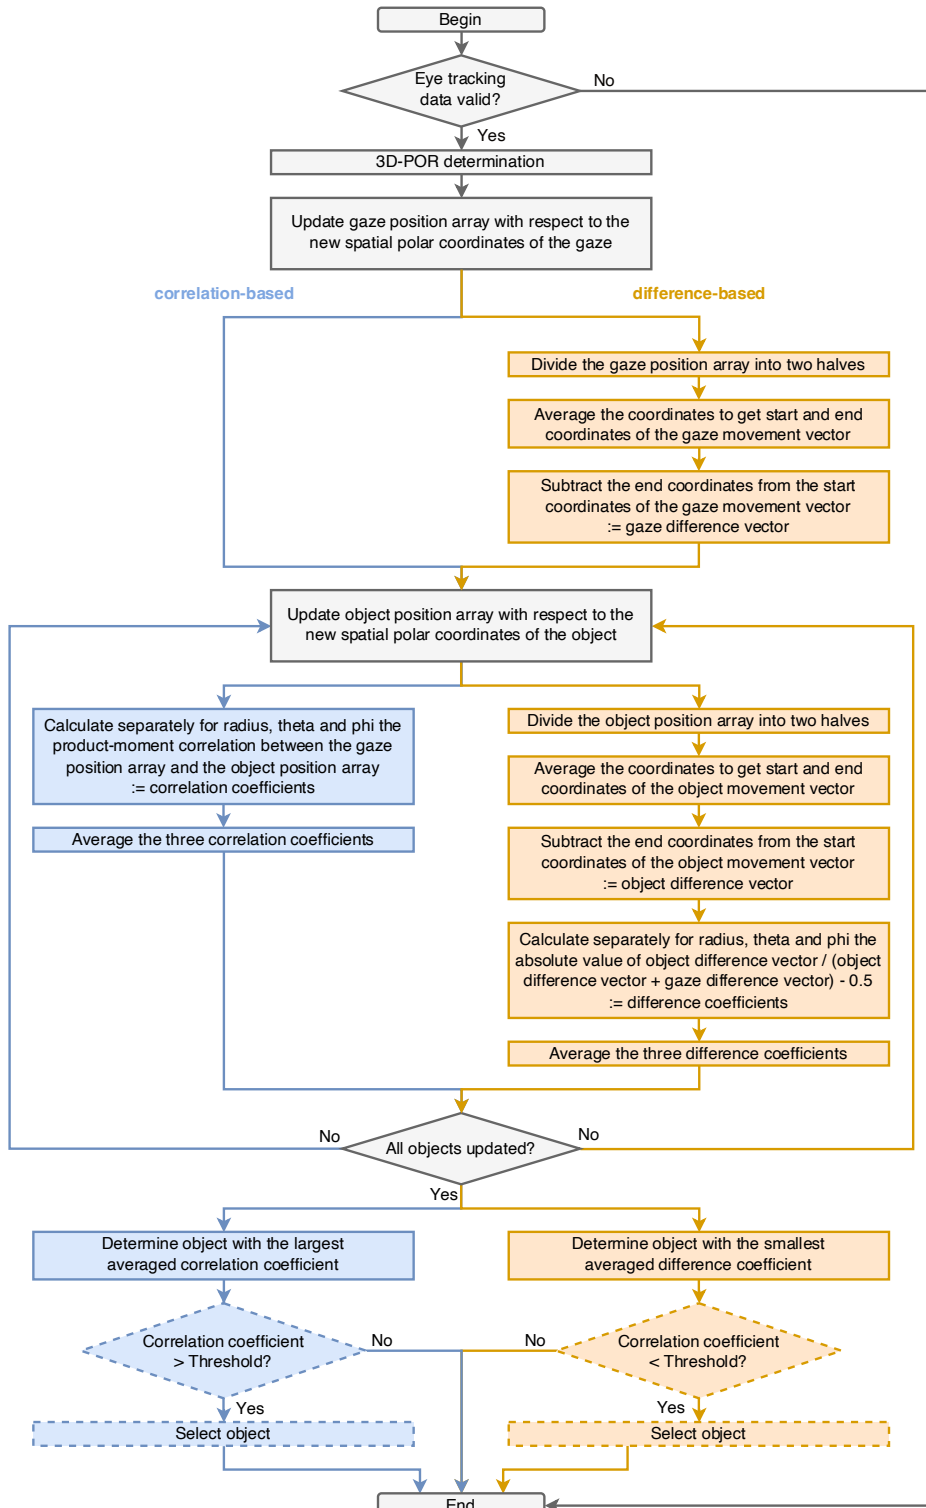 Begin
Eye tracking
data valid?
No
Yes
3D-POR determination
Update gaze position array with respect to the
new spatial polar coordinates of the gaze
correlation-based
difference-based
Divide the gaze position array into two halves
Average the coordinates to get start and end
coordinates of the gaze movement vector
Subtract the end coordinates from the start
coordinates of the gaze movement vector
:= gaze difference vector
Update object position array with respect to the
new spatial polar coordinates of the object
Calculate separately for radius, theta and phi the
product-moment correlation between the gaze
position array and the object position array
:= correlation coefficients
Average the three correlation coefficients
Divide the object position array into two halves
Average the coordinates to get start and end
coordinates of the object movement vector
Subtract the end coordinates from the start
coordinates of the object movement vector
:= object difference vector
Calculate separately for radius, theta and phi the
absolute value of object difference vector / (object
difference vector + gaze difference vector) - 0.5
:= difference coefficients
Average the three difference coefficients
No
All objects updated?
No
Yes
Determine object with the largest
averaged correlation coefficient
Determine object with the smallest
averaged difference coefficient
Correlation coefficient
> Threshold?
No
No
Correlation coefficient
< Threshold?
Yes
Yes
Select object
Select object
End